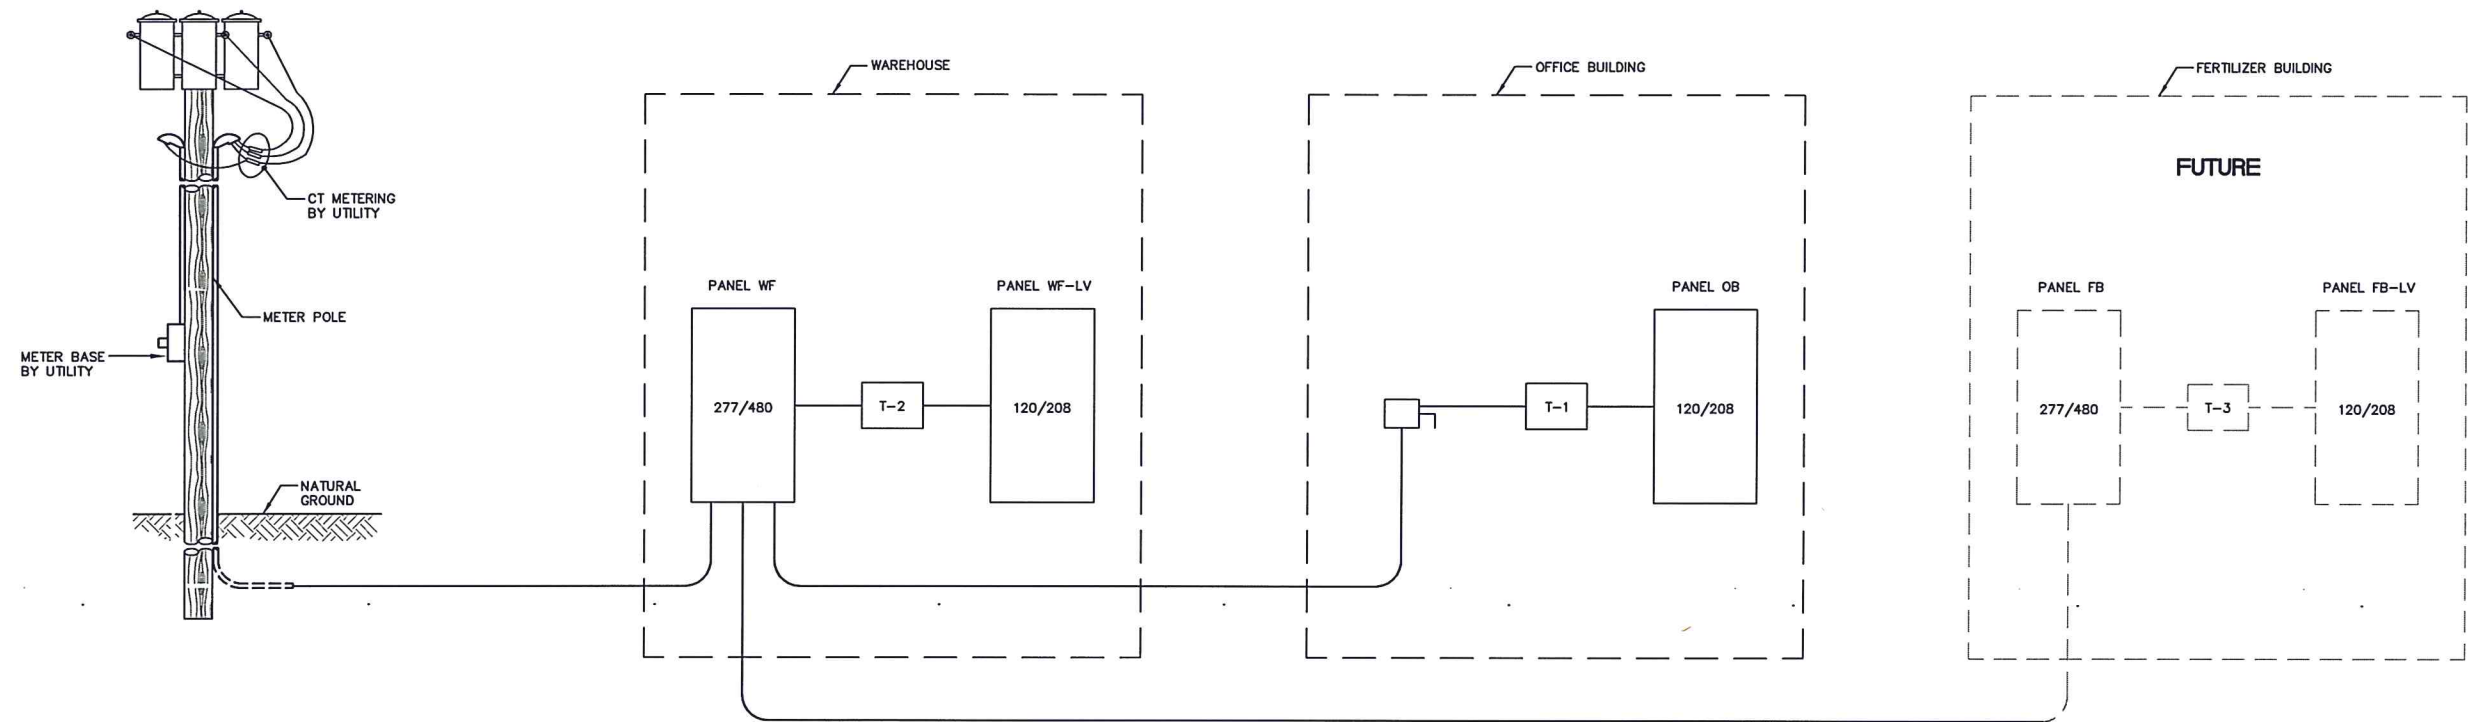 WAREHOUSE
OFFICE BUILDING
FERTILIZER BUILDING
FUTURE
CT METERING
BY UTILITY
METER POLE
METER BASE
BY UTILITY
NATURAL
GROUND
PANEL WF
277/480
T-2
PANEL WF-LV
120/208
T-1
PANEL OB
120/208
PANEL FB
277/480
T-3
PANEL FB-LV
120/208